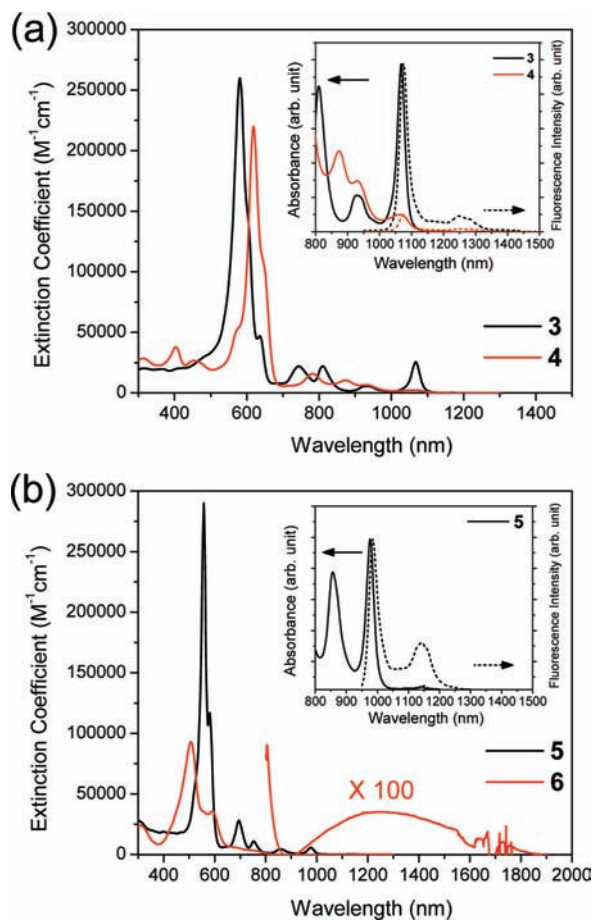 (a)
300000
250000
200000
150000
100000
50000
0
Extinction Coefficient (M-1cm-1)
400 600 800 1000 1200 1400
Wavelength (nm)
3
4
Absorbance (arb. unit)
Fluorescence Intensity (arb. unit)
3
4
800 900 1000 1100 1200 1300 1400 1500
Wavelength (nm)
(b)
300000
250000
200000
150000
100000
50000
0
Extinction Coefficient (M-1cm-1)
400 600 800 1000 1200 1400 1600 1800 2000
Wavelength (nm)
5
6
X 100
Absorbance (arb. unit)
Fluorescence Intensity (arb. unit)
5
800 900 1000 1100 1200 1300 1400 1500
Wavelength (nm)